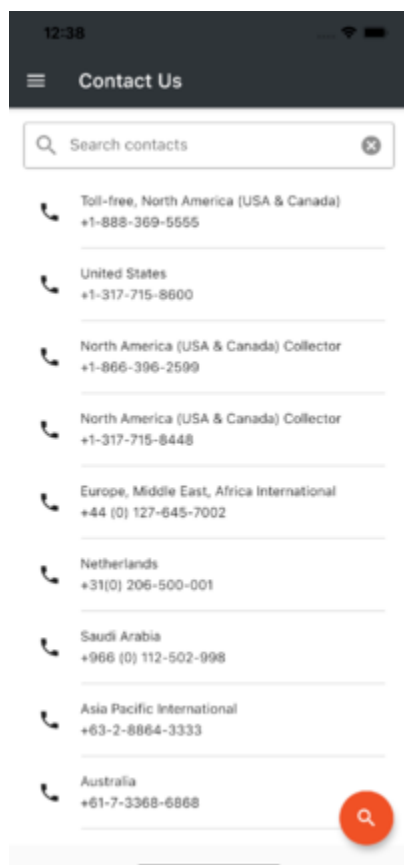 12:38
Contact Us
Search contacts
Toll-free, North America (USA & Canada)
+1-888-369-5555
United States
+1-317-715-8600
North America (USA & Canada) Collector
+1-866-396-2599
North America (USA & Canada) Collector
+1-317-715-8448
Europe, Middle East, Africa International
+44 (0) 127-645-7002
Netherlands
+31(0) 206-500-001
Saudi Arabia
+966 (0) 112-502-998
Asia Pacific International
+63-2-8864-3333
Australia
+61-7-3368-6868